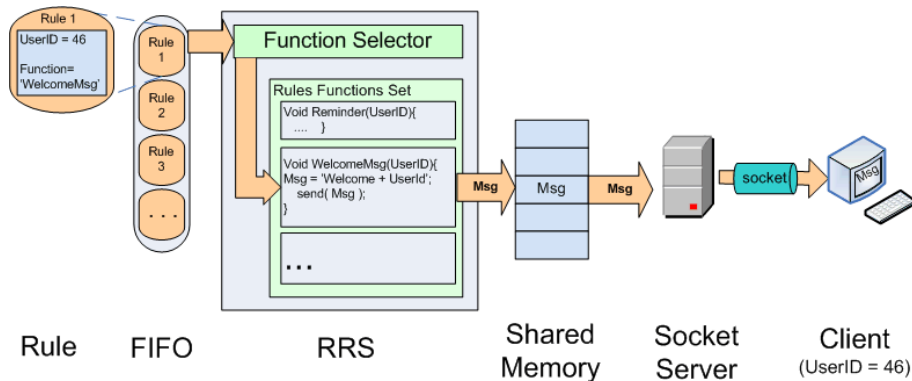 Rule 1
UserID = 46
Function=
'WelcomeMsg'
Rule
1
Rule
2
Rule
3
. . .
Function Selector
Rules Functions Set
Void Reminder(UserID){
.... }
Void WelcomeMsg(UserID){
Msg = 'Welcome + UserId';
send( Msg );
}
...
Msg
Msg
Msg
socket
Msg
Rule
FIFO
RRS
Shared
Memory
Socket
Server
Client
(UserID = 46)